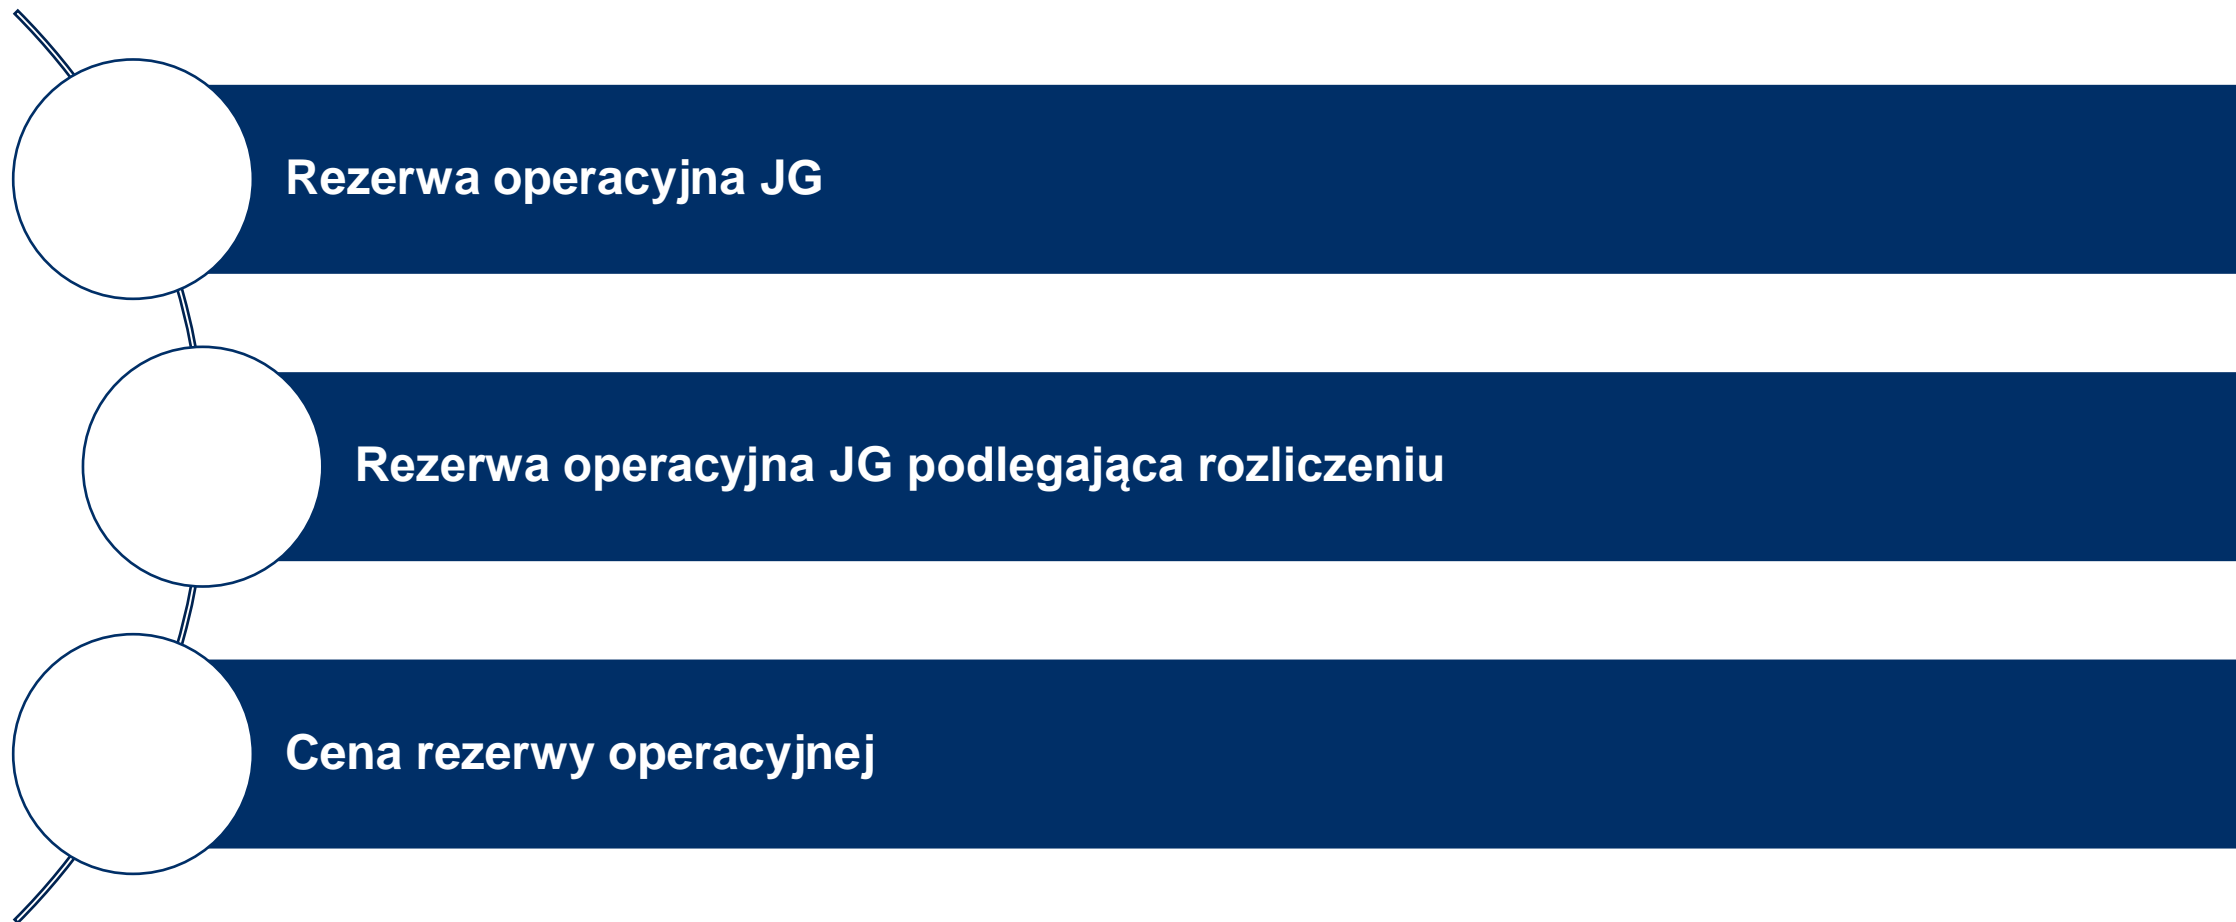 Rezerwa operacyjna JG
Rezerwa operacyjna JG podlegająca rozliczeniu
Cena rezerwy operacyjnej